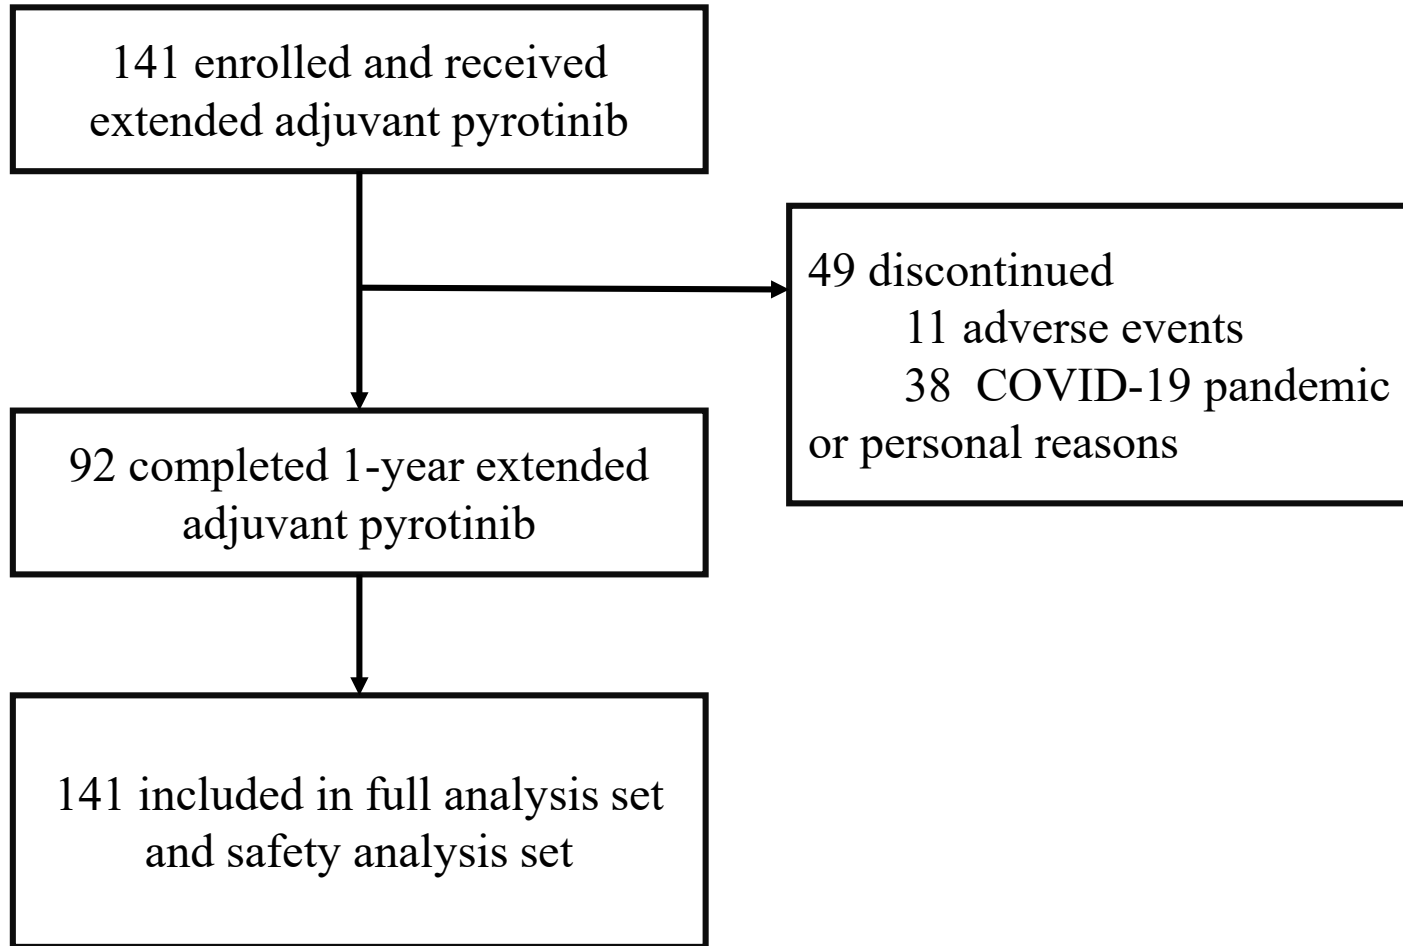 141 enrolled and received
extended adjuvant pyrotinib
49 discontinued
11 adverse events
38 COVID-19 pandemic
or personal reasons
92 completed 1-year extended
adjuvant pyrotinib
141 included in full analysis set
and safety analysis set